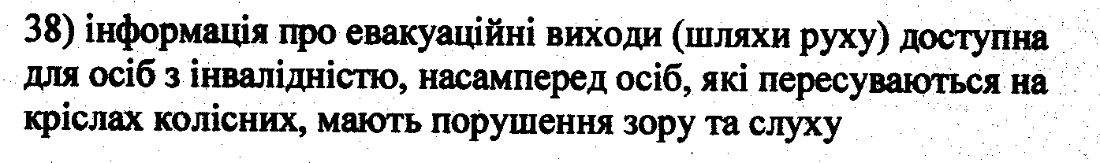 38) інформація про евакуаційні виходи (шляхи руху) доступна
для осіб з інвалідністю, насамперед осіб, які пересуваються на
кріслах колісних, мають порушення зору та слуху